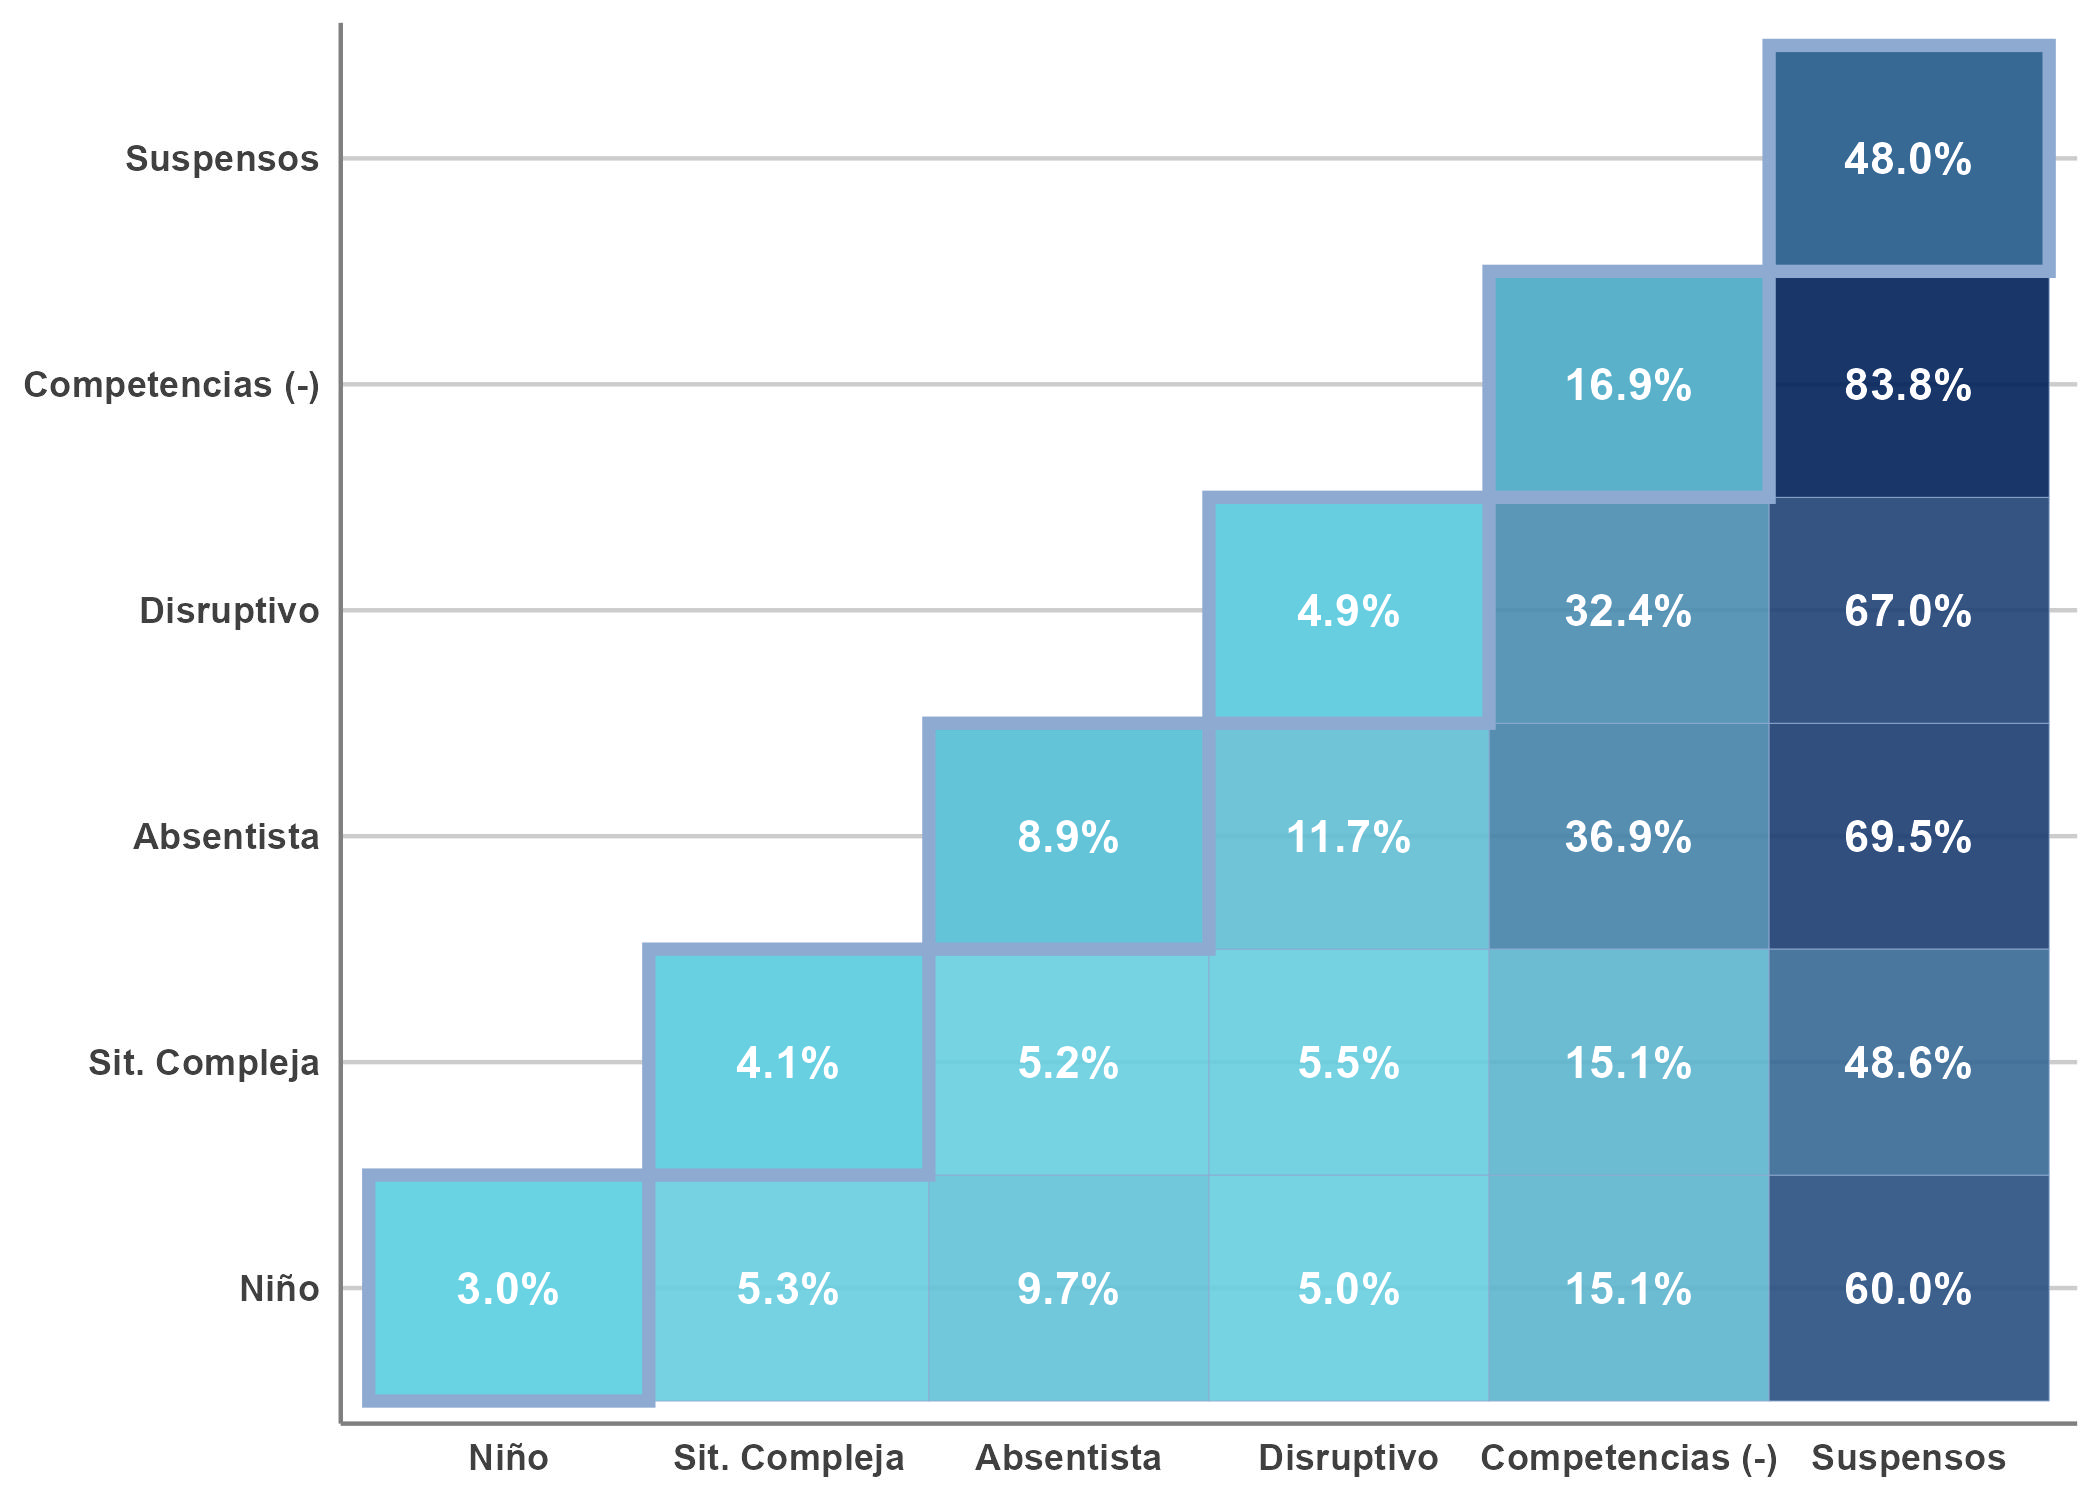 Suspensos 48.0%
Competencias (-) 16.9% 83.8%
Disruptivo 4.9% 32.4% 67.0%
Absentista 8.9% 11.7% 36.9% 69.5%
Sit. Compleja 4.1% 5.2% 5.5% 15.1% 48.6%
Niño 3.0% 5.3% 9.7% 5.0% 15.1% 60.0%
Niño Sit. Compleja Absentista Disruptivo Competencias (-) Suspensos